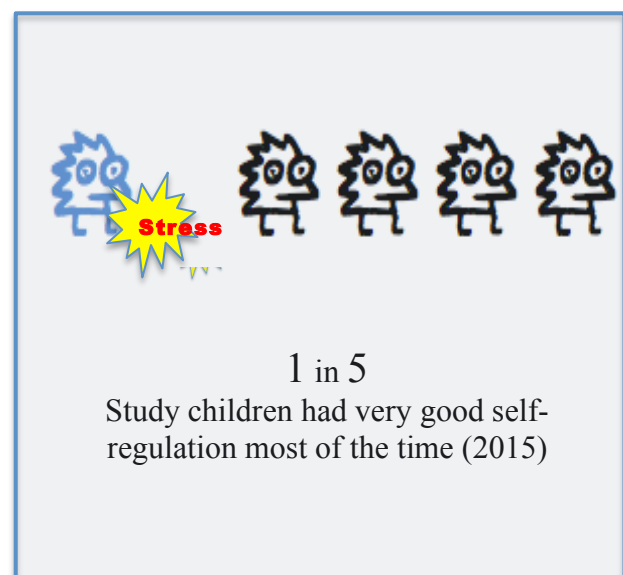 Stress
1 in 5
Study children had very good self-
regulation most of the time (2015)